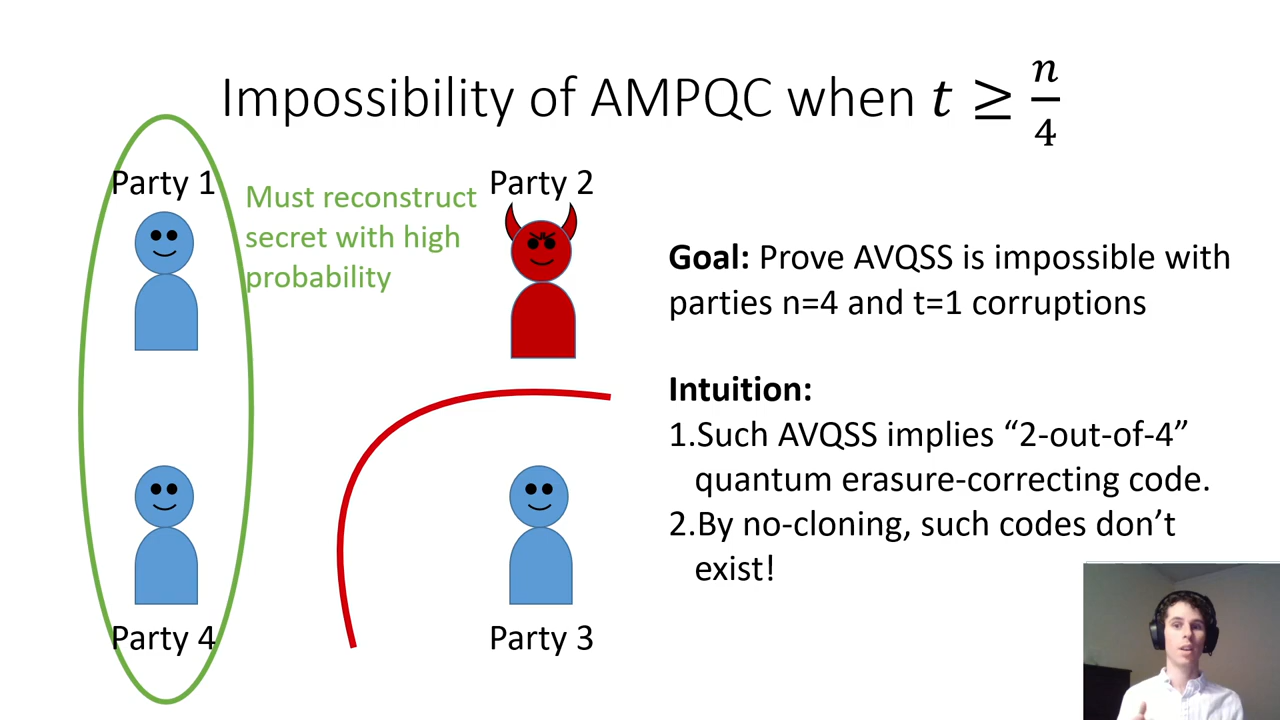 Impossibility of AMPQC when t ≥ n/4
Party 1
Must reconstruct
secret with high
probability
Party 2
Party 4
Party 3
Goal: Prove AVQSS is impossible with
parties n=4 and t=1 corruptions
Intuition:
1.Such AVQSS implies “2-out-of-4”
quantum erasure-correcting code.
2.By no-cloning, such codes don’t
exist!